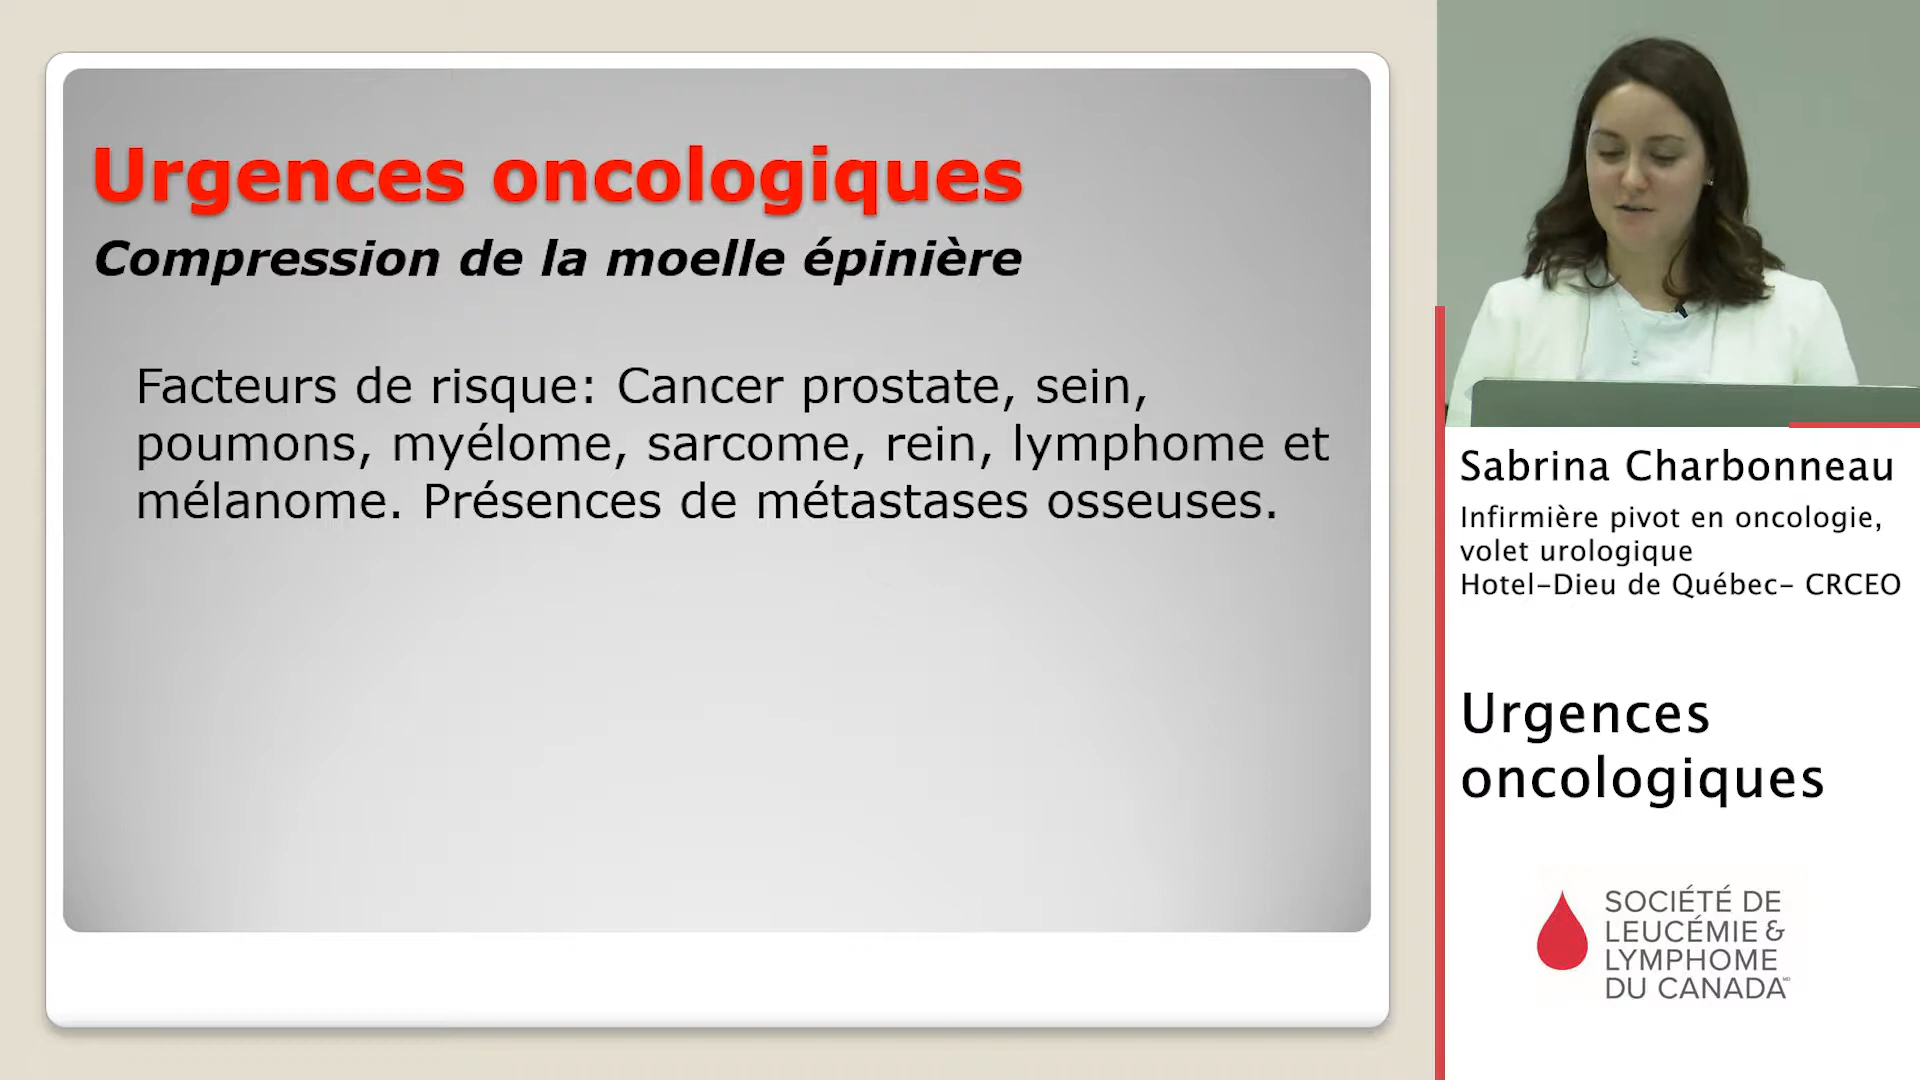 Urgences oncologiques
Compression de la moelle épinière
Facteurs de risque: Cancer prostate, sein,
poumons, myélome, sarcome, rein, lymphome et
mélanome. Présences de métastases osseuses.
Sabrina Charbonneau
Infirmière pivot en oncologie,
volet urologique
Hotel-Dieu de Québec- CRCEO
Urgences
oncologiques
SOCIÉTÉ DE
LEUCÉMIE &
LYMPHOME
DU CANADA MD